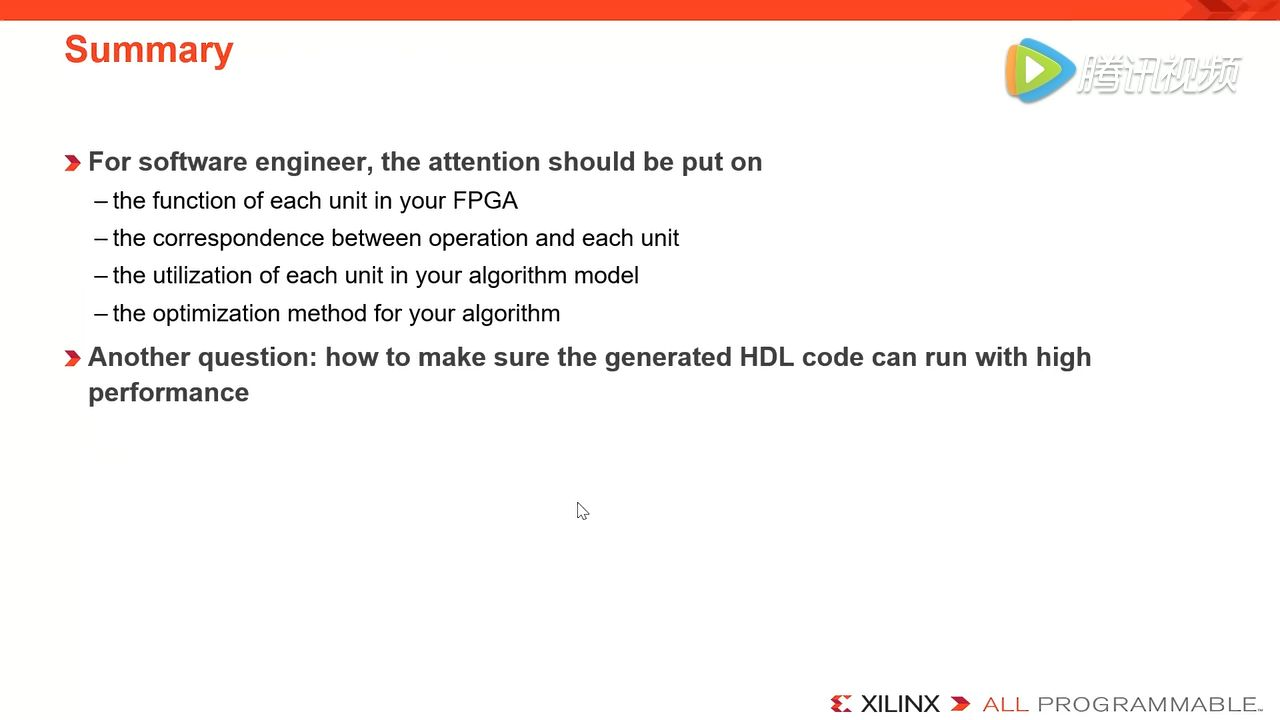 Summary
腾讯视频
For software engineer, the attention should be put on
– the function of each unit in your FPGA
– the correspondence between operation and each unit
– the utilization of each unit in your algorithm model
– the optimization method for your algorithm
Another question: how to make sure the generated HDL code can run with high
performance
XILINX ALL PROGRAMMABLE™